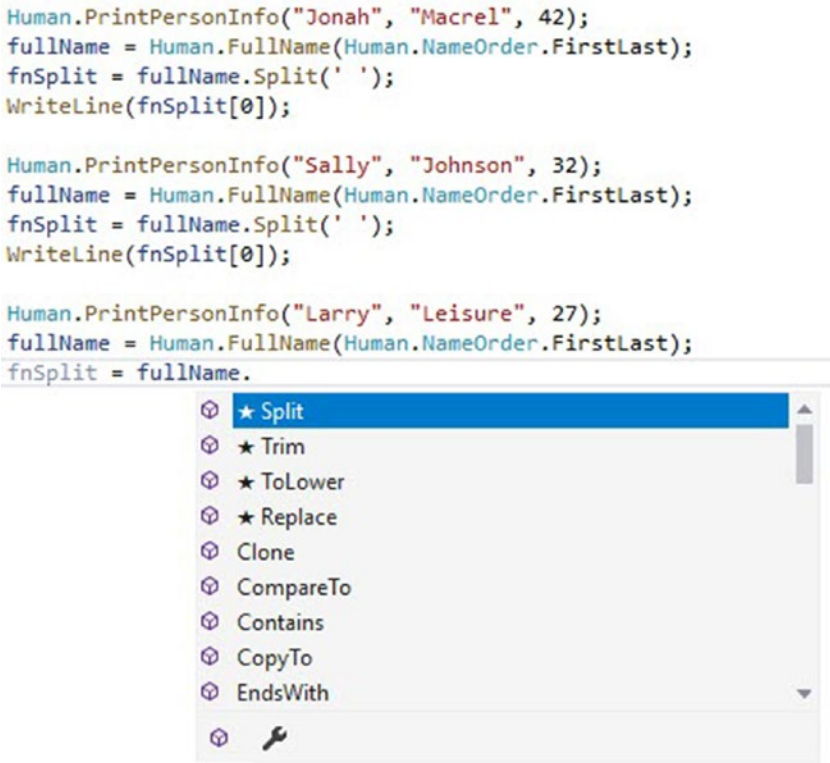 Human.PrintPersonInfo("Jonah", "Macrel", 42);
fullName = Human.FullName(Human.NameOrder.FirstLast);
fnSplit = fullName.Split(' ');
WriteLine(fnSplit[0]);
Human.PrintPersonInfo("Sally", "Johnson", 32);
fullName = Human.FullName(Human.NameOrder.FirstLast);
fnSplit = fullName.Split(' ');
WriteLine(fnSplit[0]);
Human.PrintPersonInfo("Larry", "Leisure", 27);
fullName = Human.FullName(Human.NameOrder.FirstLast);
fnSplit = fullName.
★ Split
★ Trim
★ ToLower
★ Replace
Clone
CompareTo
Contains
CopyTo
EndsWith